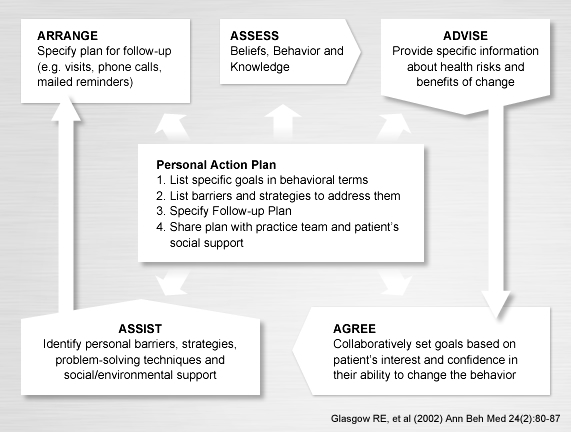 ARRANGE
Specify plan for follow-up
(e.g. visits, phone calls,
mailed reminders)
ASSESS
Beliefs, Behavior and
Knowledge
ADVISE
Provide specific information
about health risks and
benefits of change
Personal Action Plan
1. List specific goals in behavioral terms
2. List barriers and strategies to address them
3. Specify Follow-up Plan
4. Share plan with practice team and patient's
social support
ASSIST
Identify personal barriers, strategies,
problem-solving techniques and
social/environmental support
AGREE
Collaboratively set goals based on
patient's interest and confidence in
their ability to change the behavior
Glasgow RE, et al (2002) Ann Beh Med 24(2):80-87